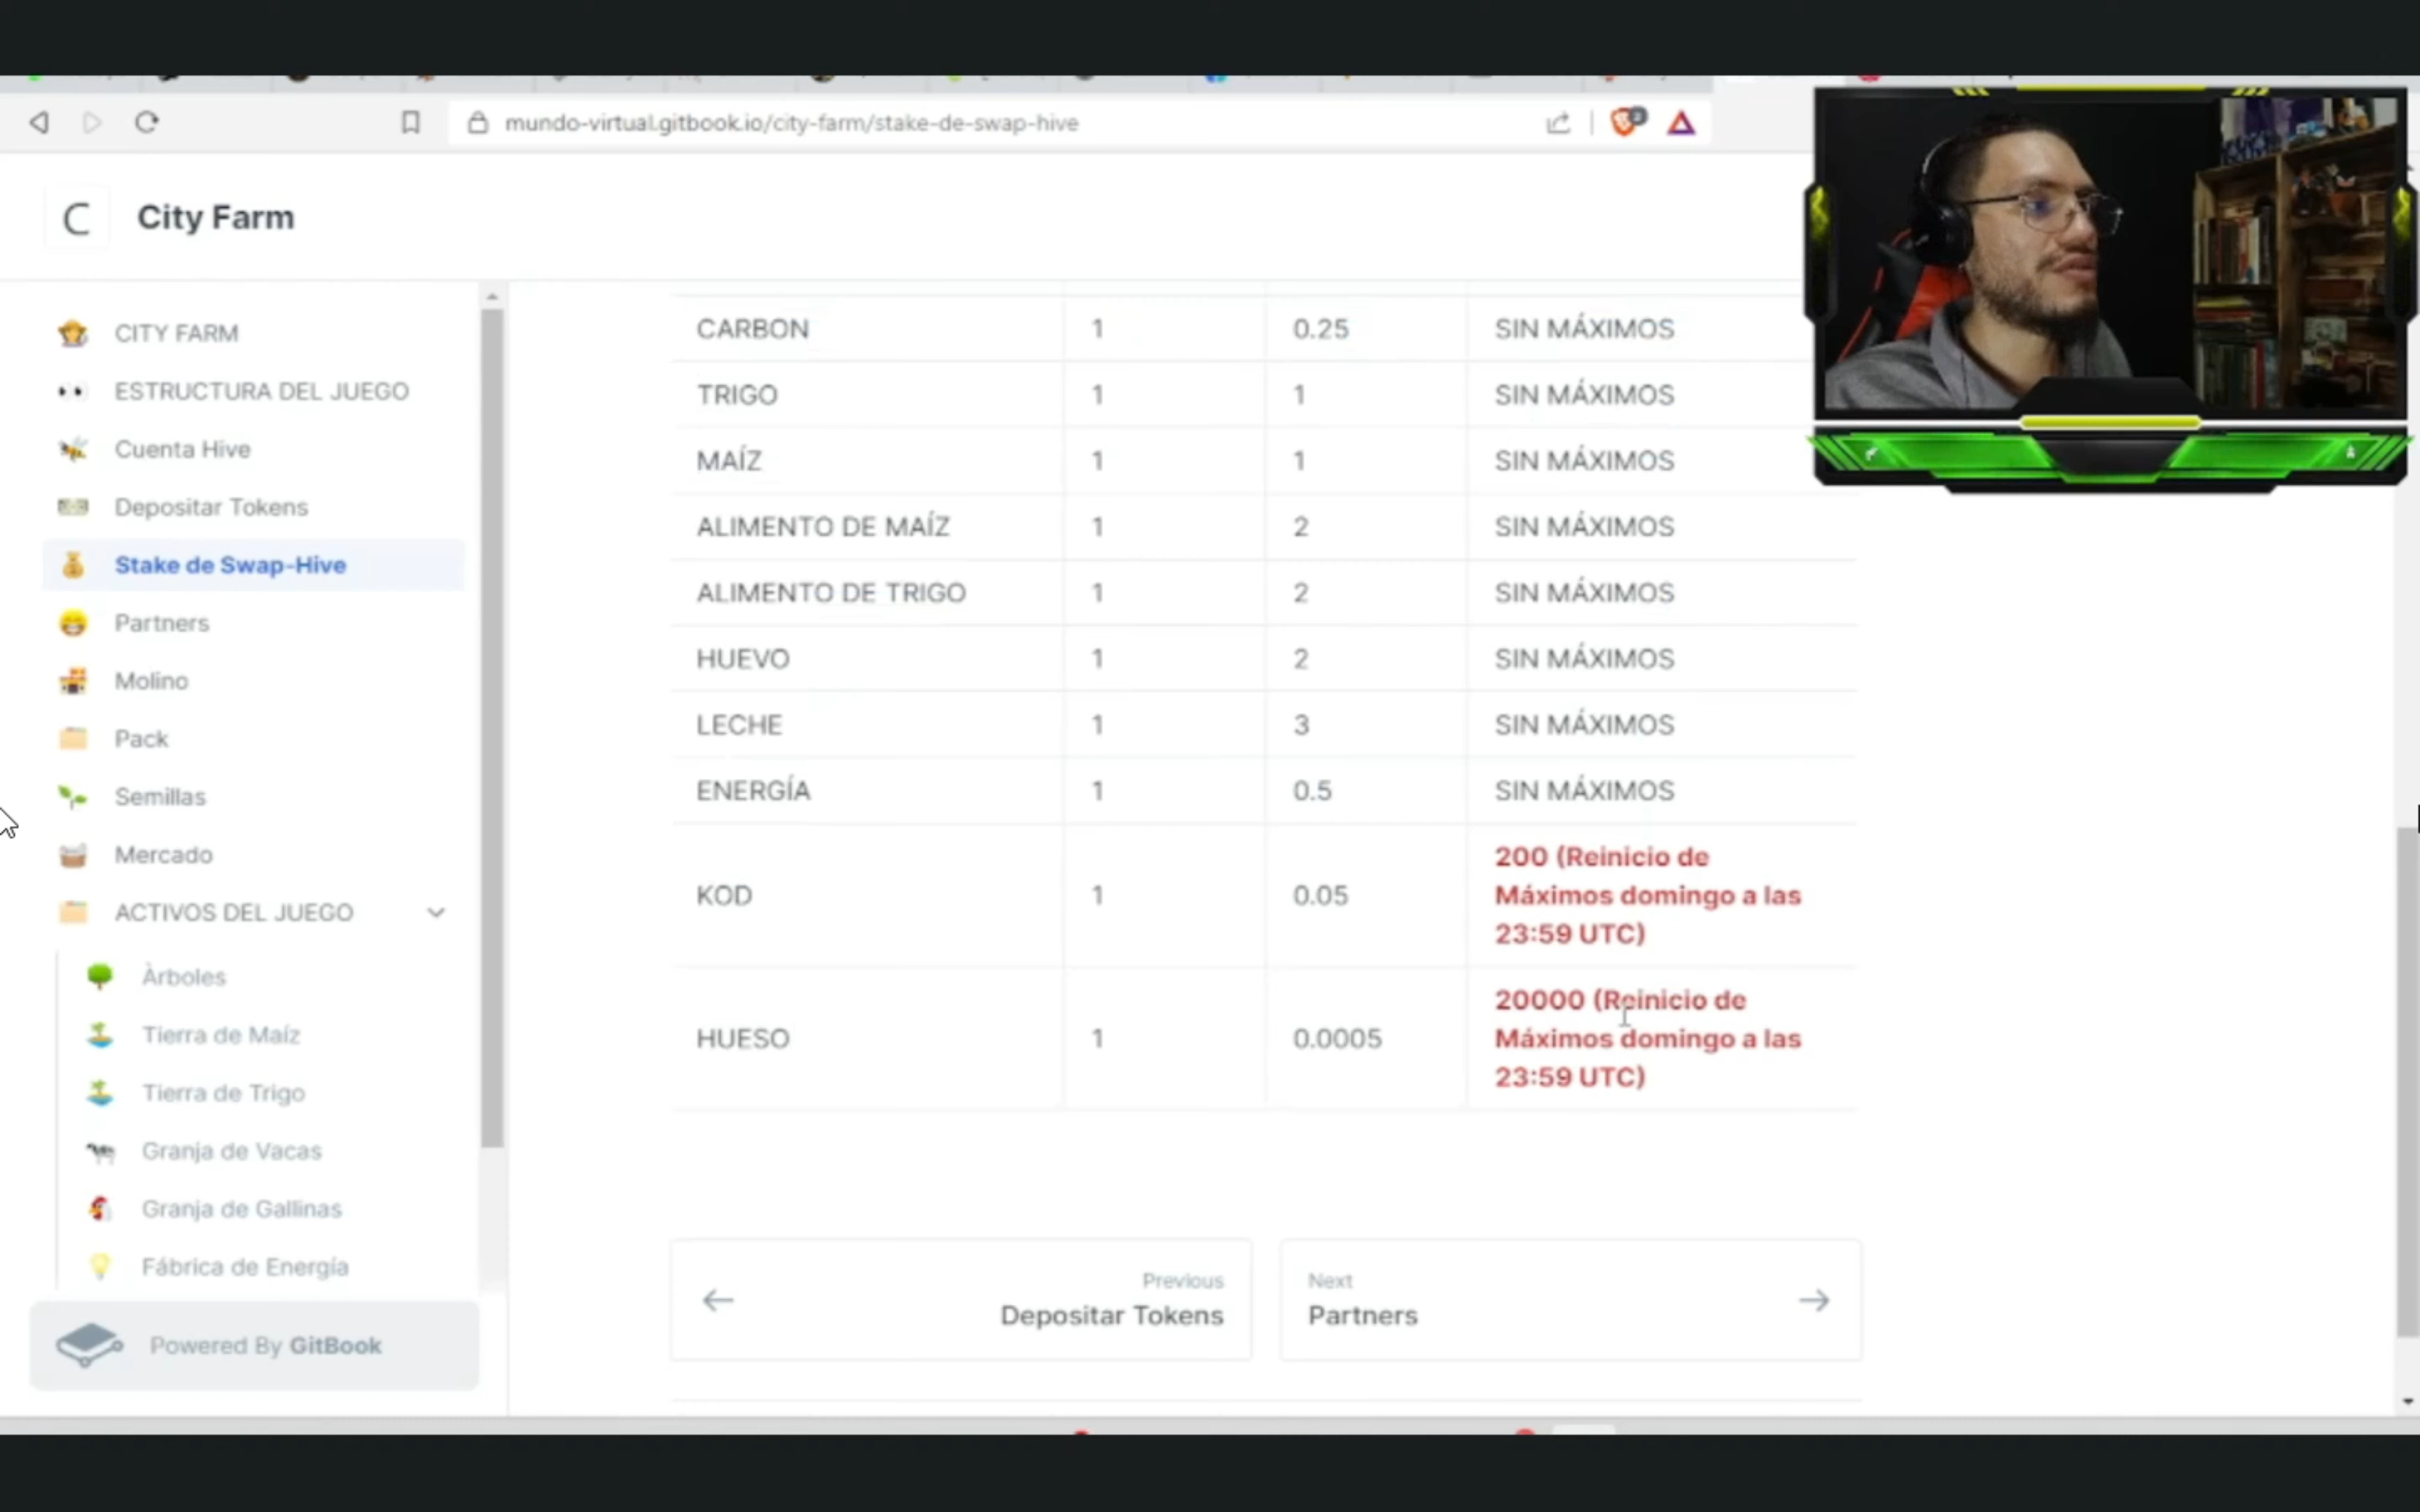 mundo-virtual.gitbook.io/city-farm/stake-de-swap-hive
C City Farm
CITY FARM
ESTRUCTURA DEL JUEGO
Cuenta Hive
Depositar Tokens
Stake de Swap-Hive
Partners
Molino
Pack
Semillas
Mercado
ACTIVOS DEL JUEGO
Àrboles
Tierra de Maíz
Tierra de Trigo
Granja de Vacas
Granja de Gallinas
Fábrica de Energía
Powered By GitBook
CARBON 1 0.25 SIN MÁXIMOS
TRIGO 1 1 SIN MÁXIMOS
MAÍZ 1 1 SIN MÁXIMOS
ALIMENTO DE MAÍZ 1 2 SIN MÁXIMOS
ALIMENTO DE TRIGO 1 2 SIN MÁXIMOS
HUEVO 1 2 SIN MÁXIMOS
LECHE 1 3 SIN MÁXIMOS
ENERGÍA 1 0.5 SIN MÁXIMOS
KOD 1 0.05 200 (Reinicio de
Máximos domingo a las
23:59 UTC)
HUESO 1 0.0005 20000 (Reinicio de
Máximos domingo a las
23:59 UTC)
Previous
Depositar Tokens
Next
Partners